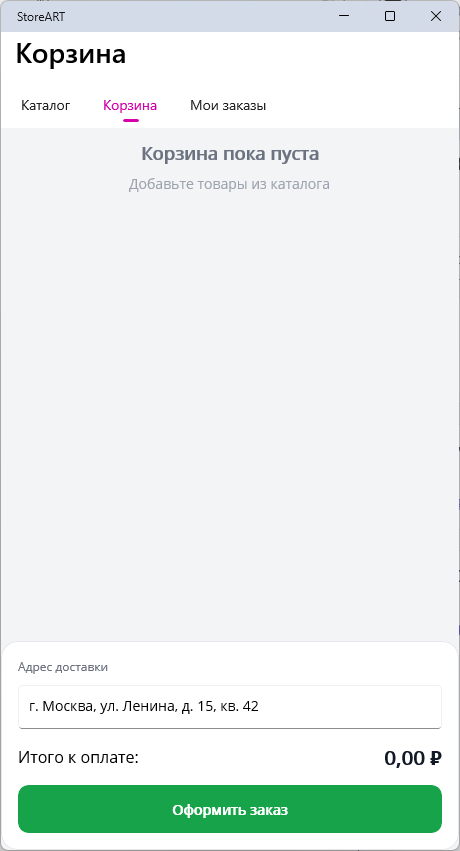 StoreART
Корзина
Каталог Корзина Мои заказы
Корзина пока пуста
Добавьте товары из каталога
Адрес доставки
г. Москва, ул. Ленина, д. 15, кв. 42
Итого к оплате: 0,00 ₽
Оформить заказ